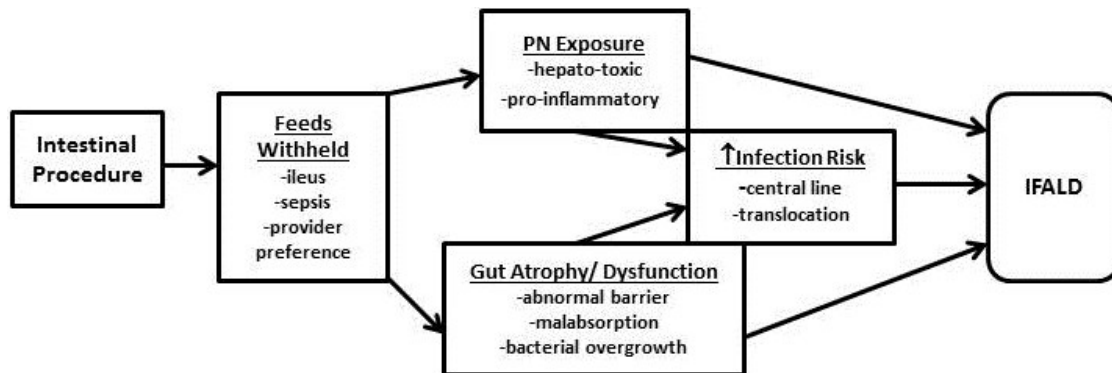 Intestinal
Procedure
Feeds
Withheld
-ileus
-sepsis
-provider
preference
PN Exposure
-hepato-toxic
-pro-inflammatory
↑Infection Risk
-central line
-translocation
Gut Atrophy/ Dysfunction
-abnormal barrier
-malabsorption
-bacterial overgrowth
IFALD